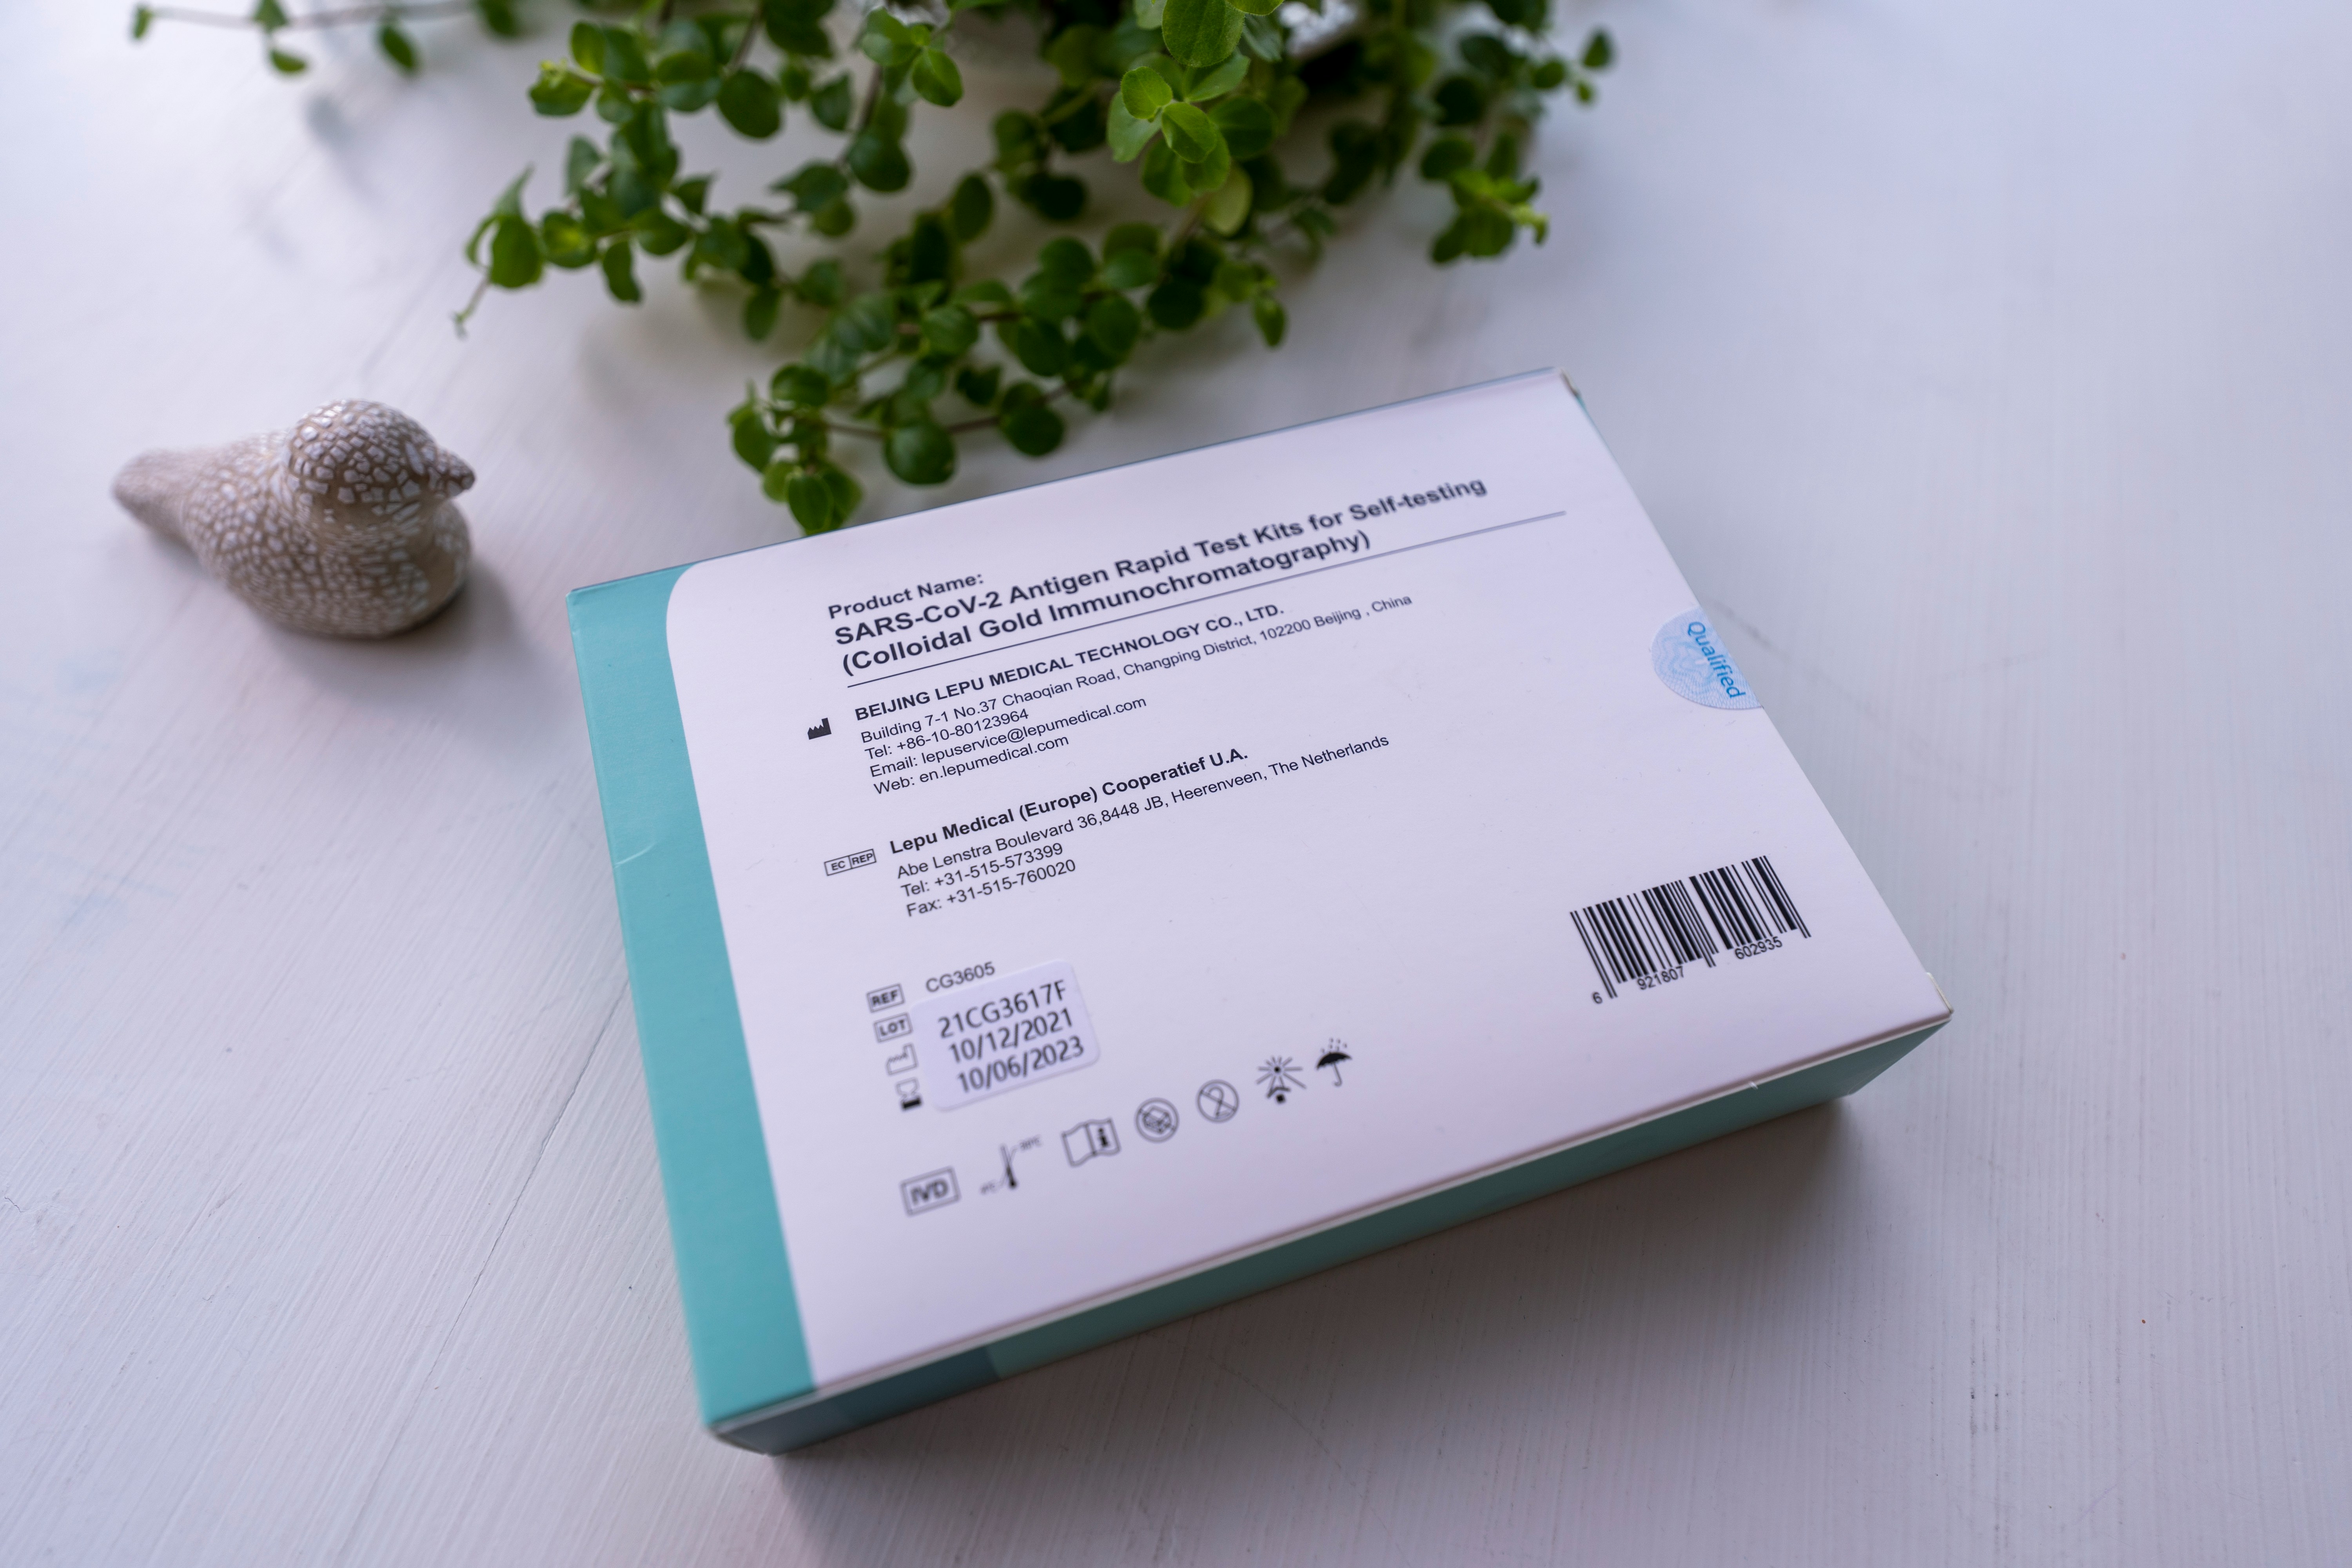 Product Name:
SARS-CoV-2 Antigen Rapid Test Kits for Self-testing
(Colloidal Gold Immunochromatography)
BEIJING LEPU MEDICAL TECHNOLOGY CO., LTD.
Building 7-1 No.37 Chaoqian Road, Changping District, 102200 Beijing , China
Tel: +86-10-80123964
Email: lepuservice@lepumedical.com
Web: en.lepumedical.com
EC REP
Lepu Medical (Europe) Cooperatief U.A.
Abe Lenstra Boulevard 36,8448 JB, Heerenveen, The Netherlands
Tel: +31-515-573399
Fax: +31-515-760020
REF CG3605
LOT 21CG3617F
10/12/2021
10/06/2023
IVD
Qualified
6 921807 602935